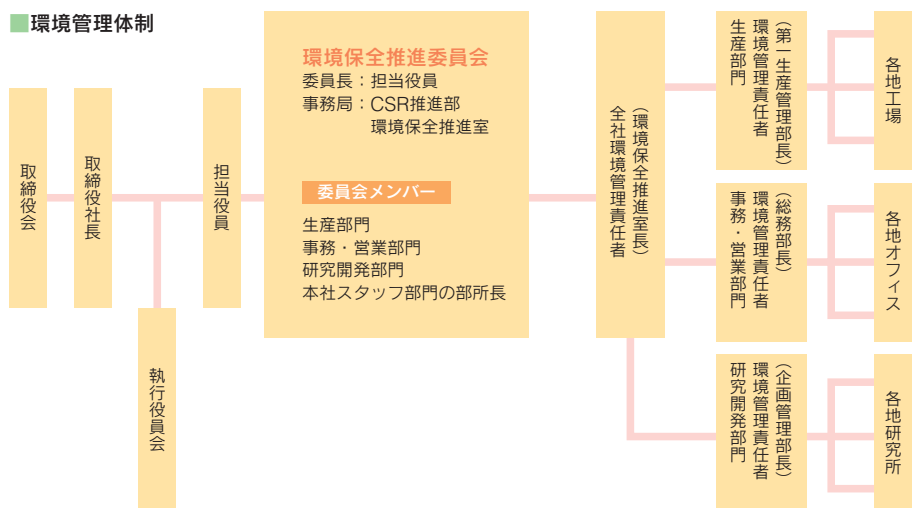 ■環境管理体制
取締役会
取締役社長
執行役員会
担当役員
環境保全推進委員会
委員長：担当役員
事務局：CSR推進部
環境保全推進室
委員会メンバー
生産部門
事務・営業部門
研究開発部門
本社スタッフ部門の部所長
（環境保全推進室長）
全社環境管理責任者
（第一生産管理部長）
環境管理責任者
生産部門
各地工場
（総務部長）
環境管理責任者
事務・営業部門
各地オフィス
（企画管理部長）
環境管理責任者
研究開発部門
各地研究所